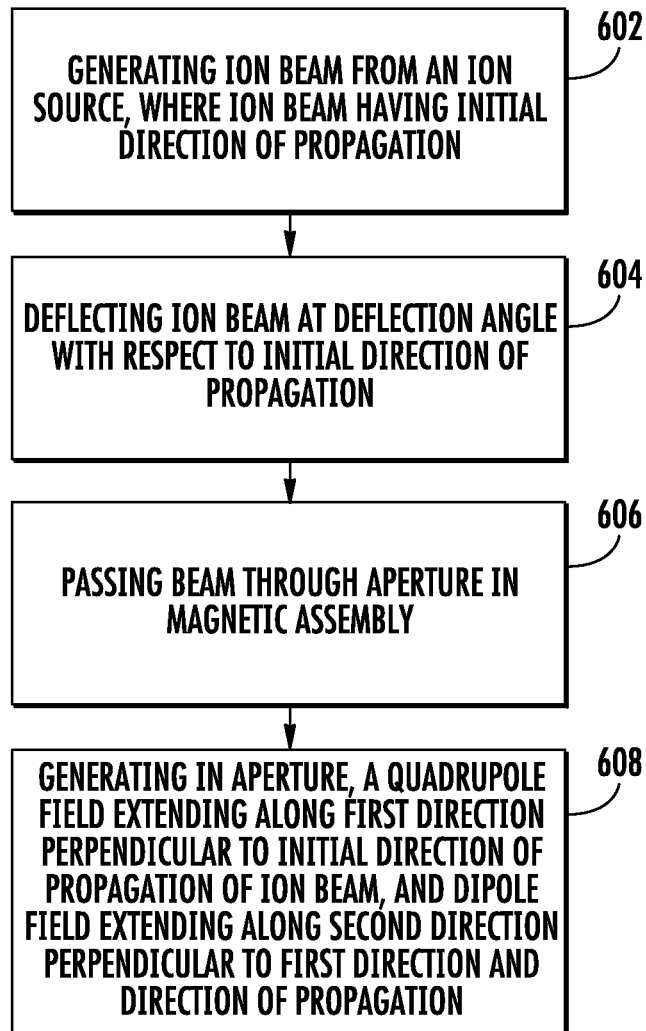 602
GENERATING ION BEAM FROM AN ION
SOURCE, WHERE ION BEAM HAVING INITIAL
DIRECTION OF PROPAGATION
604
DEFLECTING ION BEAM AT DEFLECTION ANGLE
WITH RESPECT TO INITIAL DIRECTION OF
PROPAGATION
606
PASSING BEAM THROUGH APERTURE IN
MAGNETIC ASSEMBLY
608
GENERATING IN APERTURE, A QUADRUPOLE
FIELD EXTENDING ALONG FIRST DIRECTION
PERPENDICULAR TO INITIAL DIRECTION OF
PROPAGATION OF ION BEAM, AND DIPOLE
FIELD EXTENDING ALONG SECOND DIRECTION
PERPENDICULAR TO FIRST DIRECTION AND
DIRECTION OF PROPAGATION